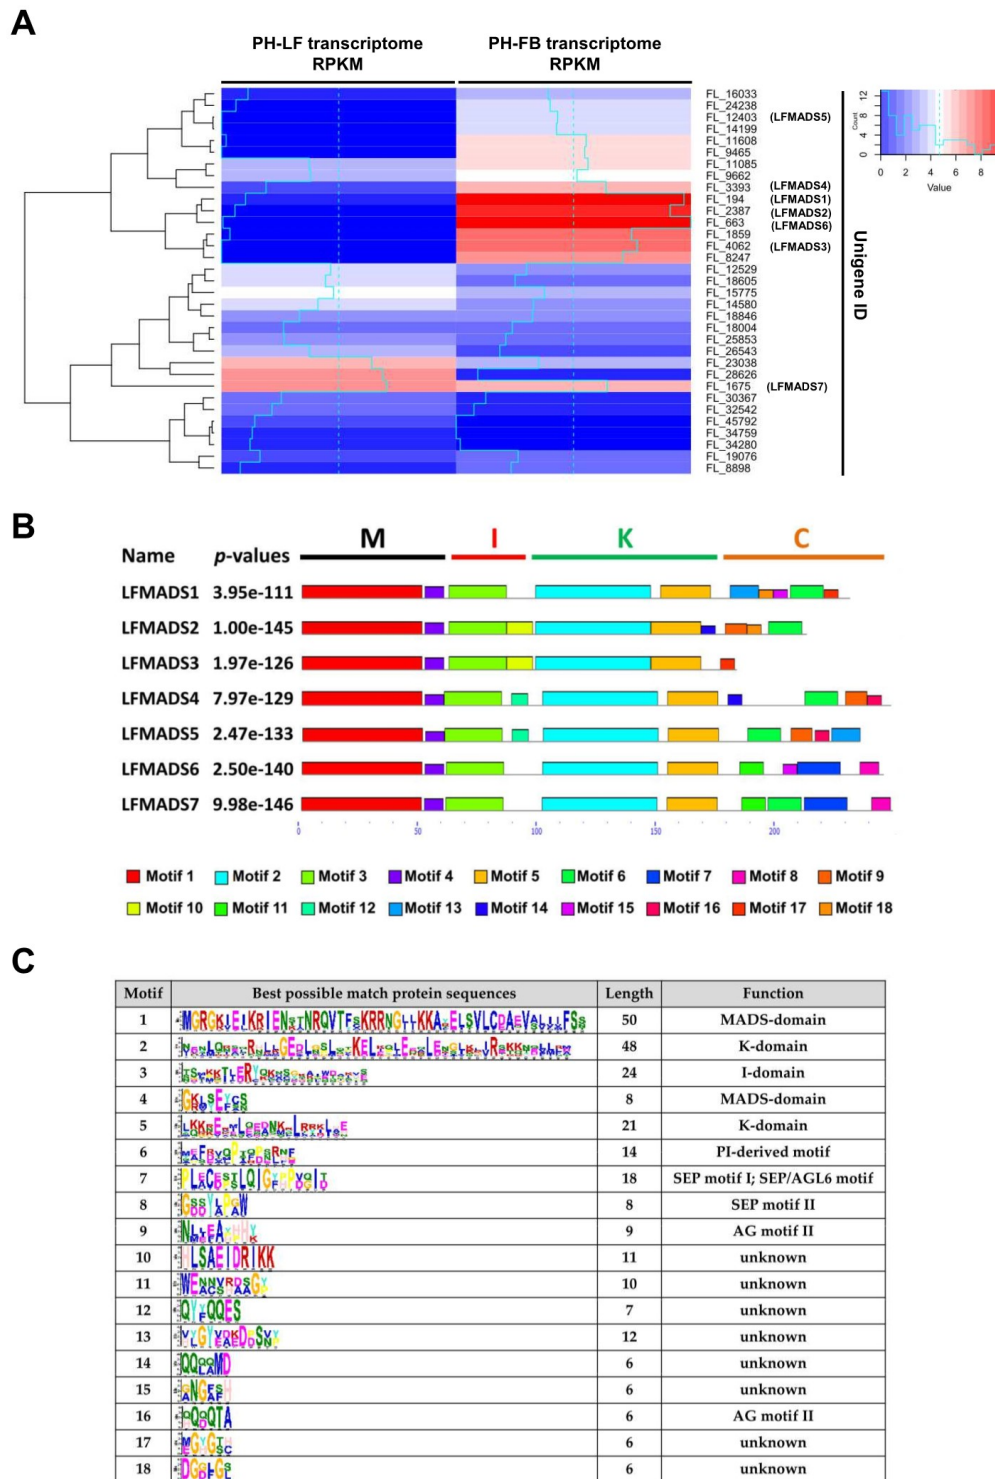 A
PH-LF transcriptome
RPKM
PH-FB transcriptome
RPKM
FL_16033
FL_24238
FL_12403 (LFMADS5)
FL_14199
FL_11608
FL_9465
FL_11085
FL_9662
FL_3393 (LFMADS4)
FL_194 (LFMADS1)
FL_2387 (LFMADS2)
FL_663 (LFMADS6)
FL_1859
FL_4062 (LFMADS3)
FL_8247
FL_12529
FL_18605
FL_15775
FL_14580
FL_18846
FL_18004
FL_25853
FL_26543
FL_23038
FL_28626
FL_1675 (LFMADS7)
FL_30367
FL_32542
FL_45792
FL_34759
FL_34280
FL_19076
FL_8898
Unigene ID
Count
0 4 8 12
0 2 4 6 8
Value
B
Name p-values M I K C
LFMADS1 3.95e-111
LFMADS2 1.00e-145
LFMADS3 1.97e-126
LFMADS4 7.97e-129
LFMADS5 2.47e-133
LFMADS6 2.50e-140
LFMADS7 9.98e-146
0 50 100 150 200
Motif 1 Motif 2 Motif 3 Motif 4 Motif 5 Motif 6 Motif 7 Motif 8 Motif 9
Motif 10 Motif 11 Motif 12 Motif 13 Motif 14 Motif 15 Motif 16 Motif 17 Motif 18
C
Motif Best possible match protein sequences Length Function
1 50 MADS-domain
2 48 K-domain
3 24 I-domain
4 8 MADS-domain
5 21 K-domain
6 14 PI-derived motif
7 18 SEP motif I; SEP/AGL6 motif
8 8 SEP motif II
9 9 AG motif II
10 HLSAEIDRIKK 11 unknown
11 10 unknown
12 7 unknown
13 12 unknown
14 6 unknown
15 6 unknown
16 6 AG motif II
17 6 unknown
18 6 unknown